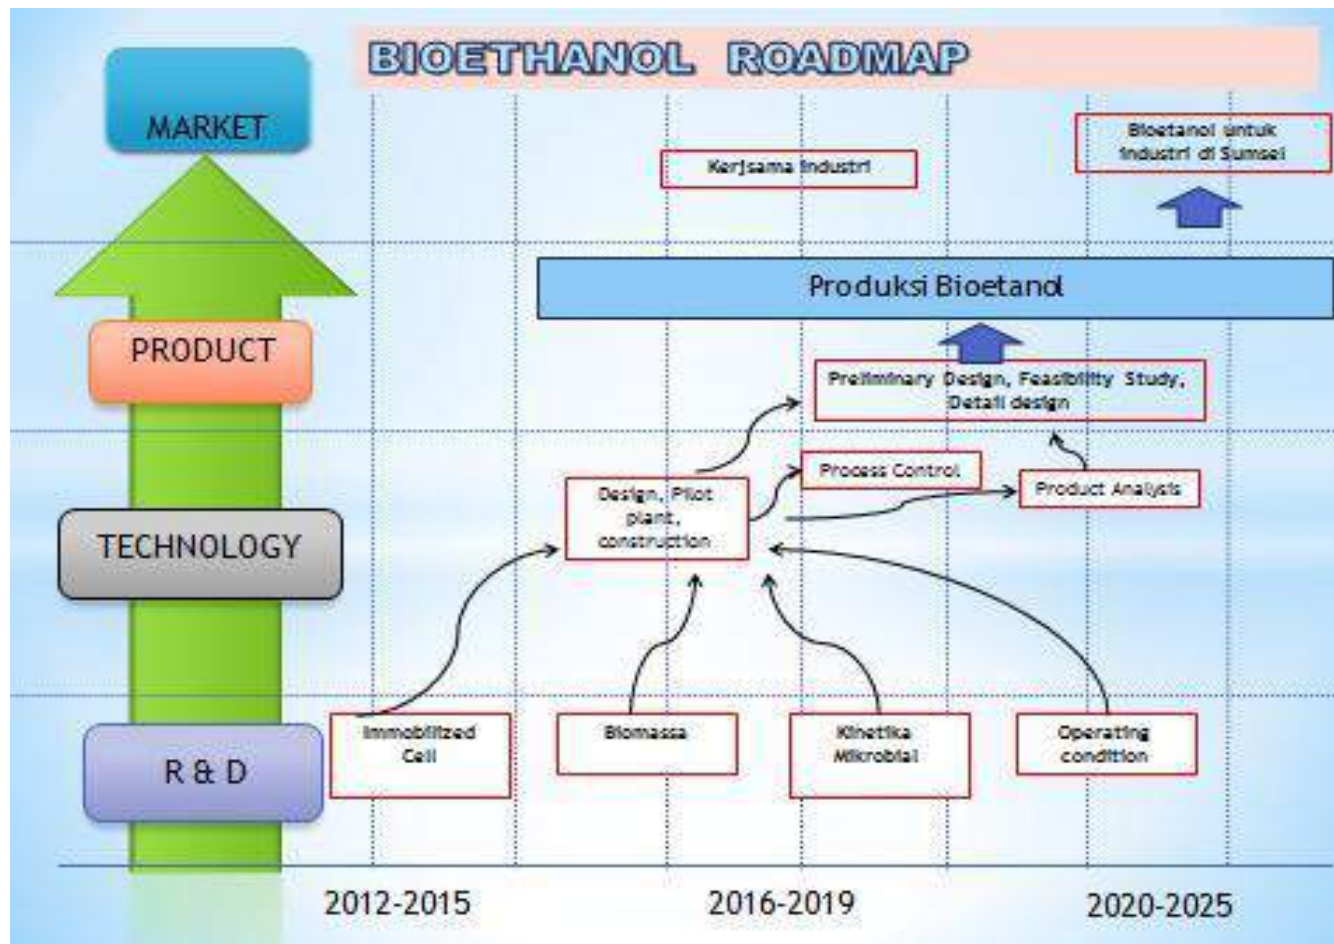 BIOETHANOL ROADMAP
MARKET
Kerjsama industri
Bioetanol untuk
industri di Sumsel
Produksi Bioetanol
PRODUCT
Preliminary Design, Feasibility Study,
Detail design
TECHNOLOGY
Design, Pilot
plant,
construction
Process Control
Product Analysis
R & D
Immobilized
Cell
Biomassa
Kinetika
Mikrobial
Operating
condition
2012-2015
2016-2019
2020-2025